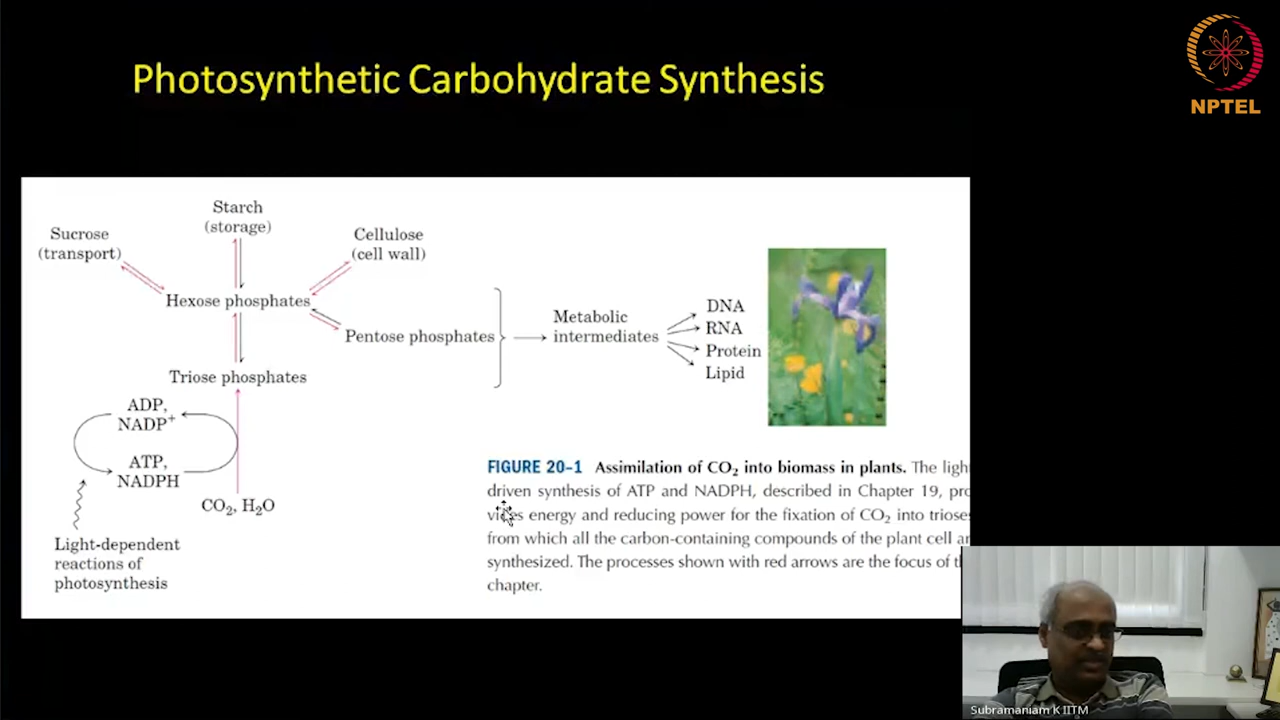 Photosynthetic Carbohydrate Synthesis
NPTEL
Starch
(storage)
Sucrose
(transport)
Cellulose
(cell wall)
Hexose phosphates
Pentose phosphates
Metabolic
intermediates
DNA
RNA
Protein
Lipid
Triose phosphates
ADP,
NADP+
ATP,
NADPH
CO2, H2O
Light-dependent
reactions of
photosynthesis
FIGURE 20–1 Assimilation of CO2 into biomass in plants. The light
driven synthesis of ATP and NADPH, described in Chapter 19, pro
vides energy and reducing power for the fixation of CO2 into trioses
from which all the carbon-containing compounds of the plant cell ar
synthesized. The processes shown with red arrows are the focus of th
chapter.
Subramaniam K IITM